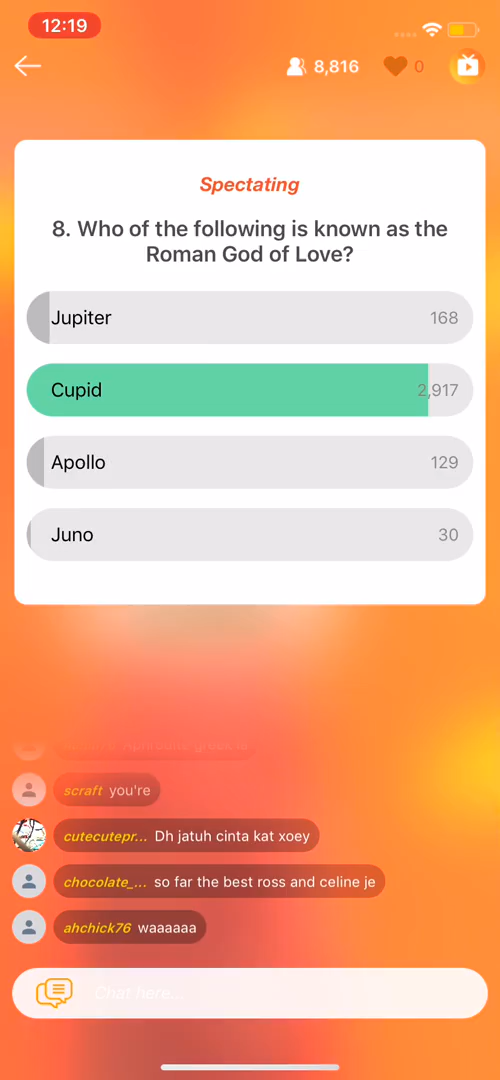 12:19
8,816
0
Spectating
8. Who of the following is known as the
Roman God of Love?
Jupiter 168
Cupid 2,917
Apollo 129
Juno 30
scraft you're
cutecutepr... Dh jatuh cinta kat xoey
chocolate_... so far the best ross and celine je
ahchick76 waaaaaa
Chat here...